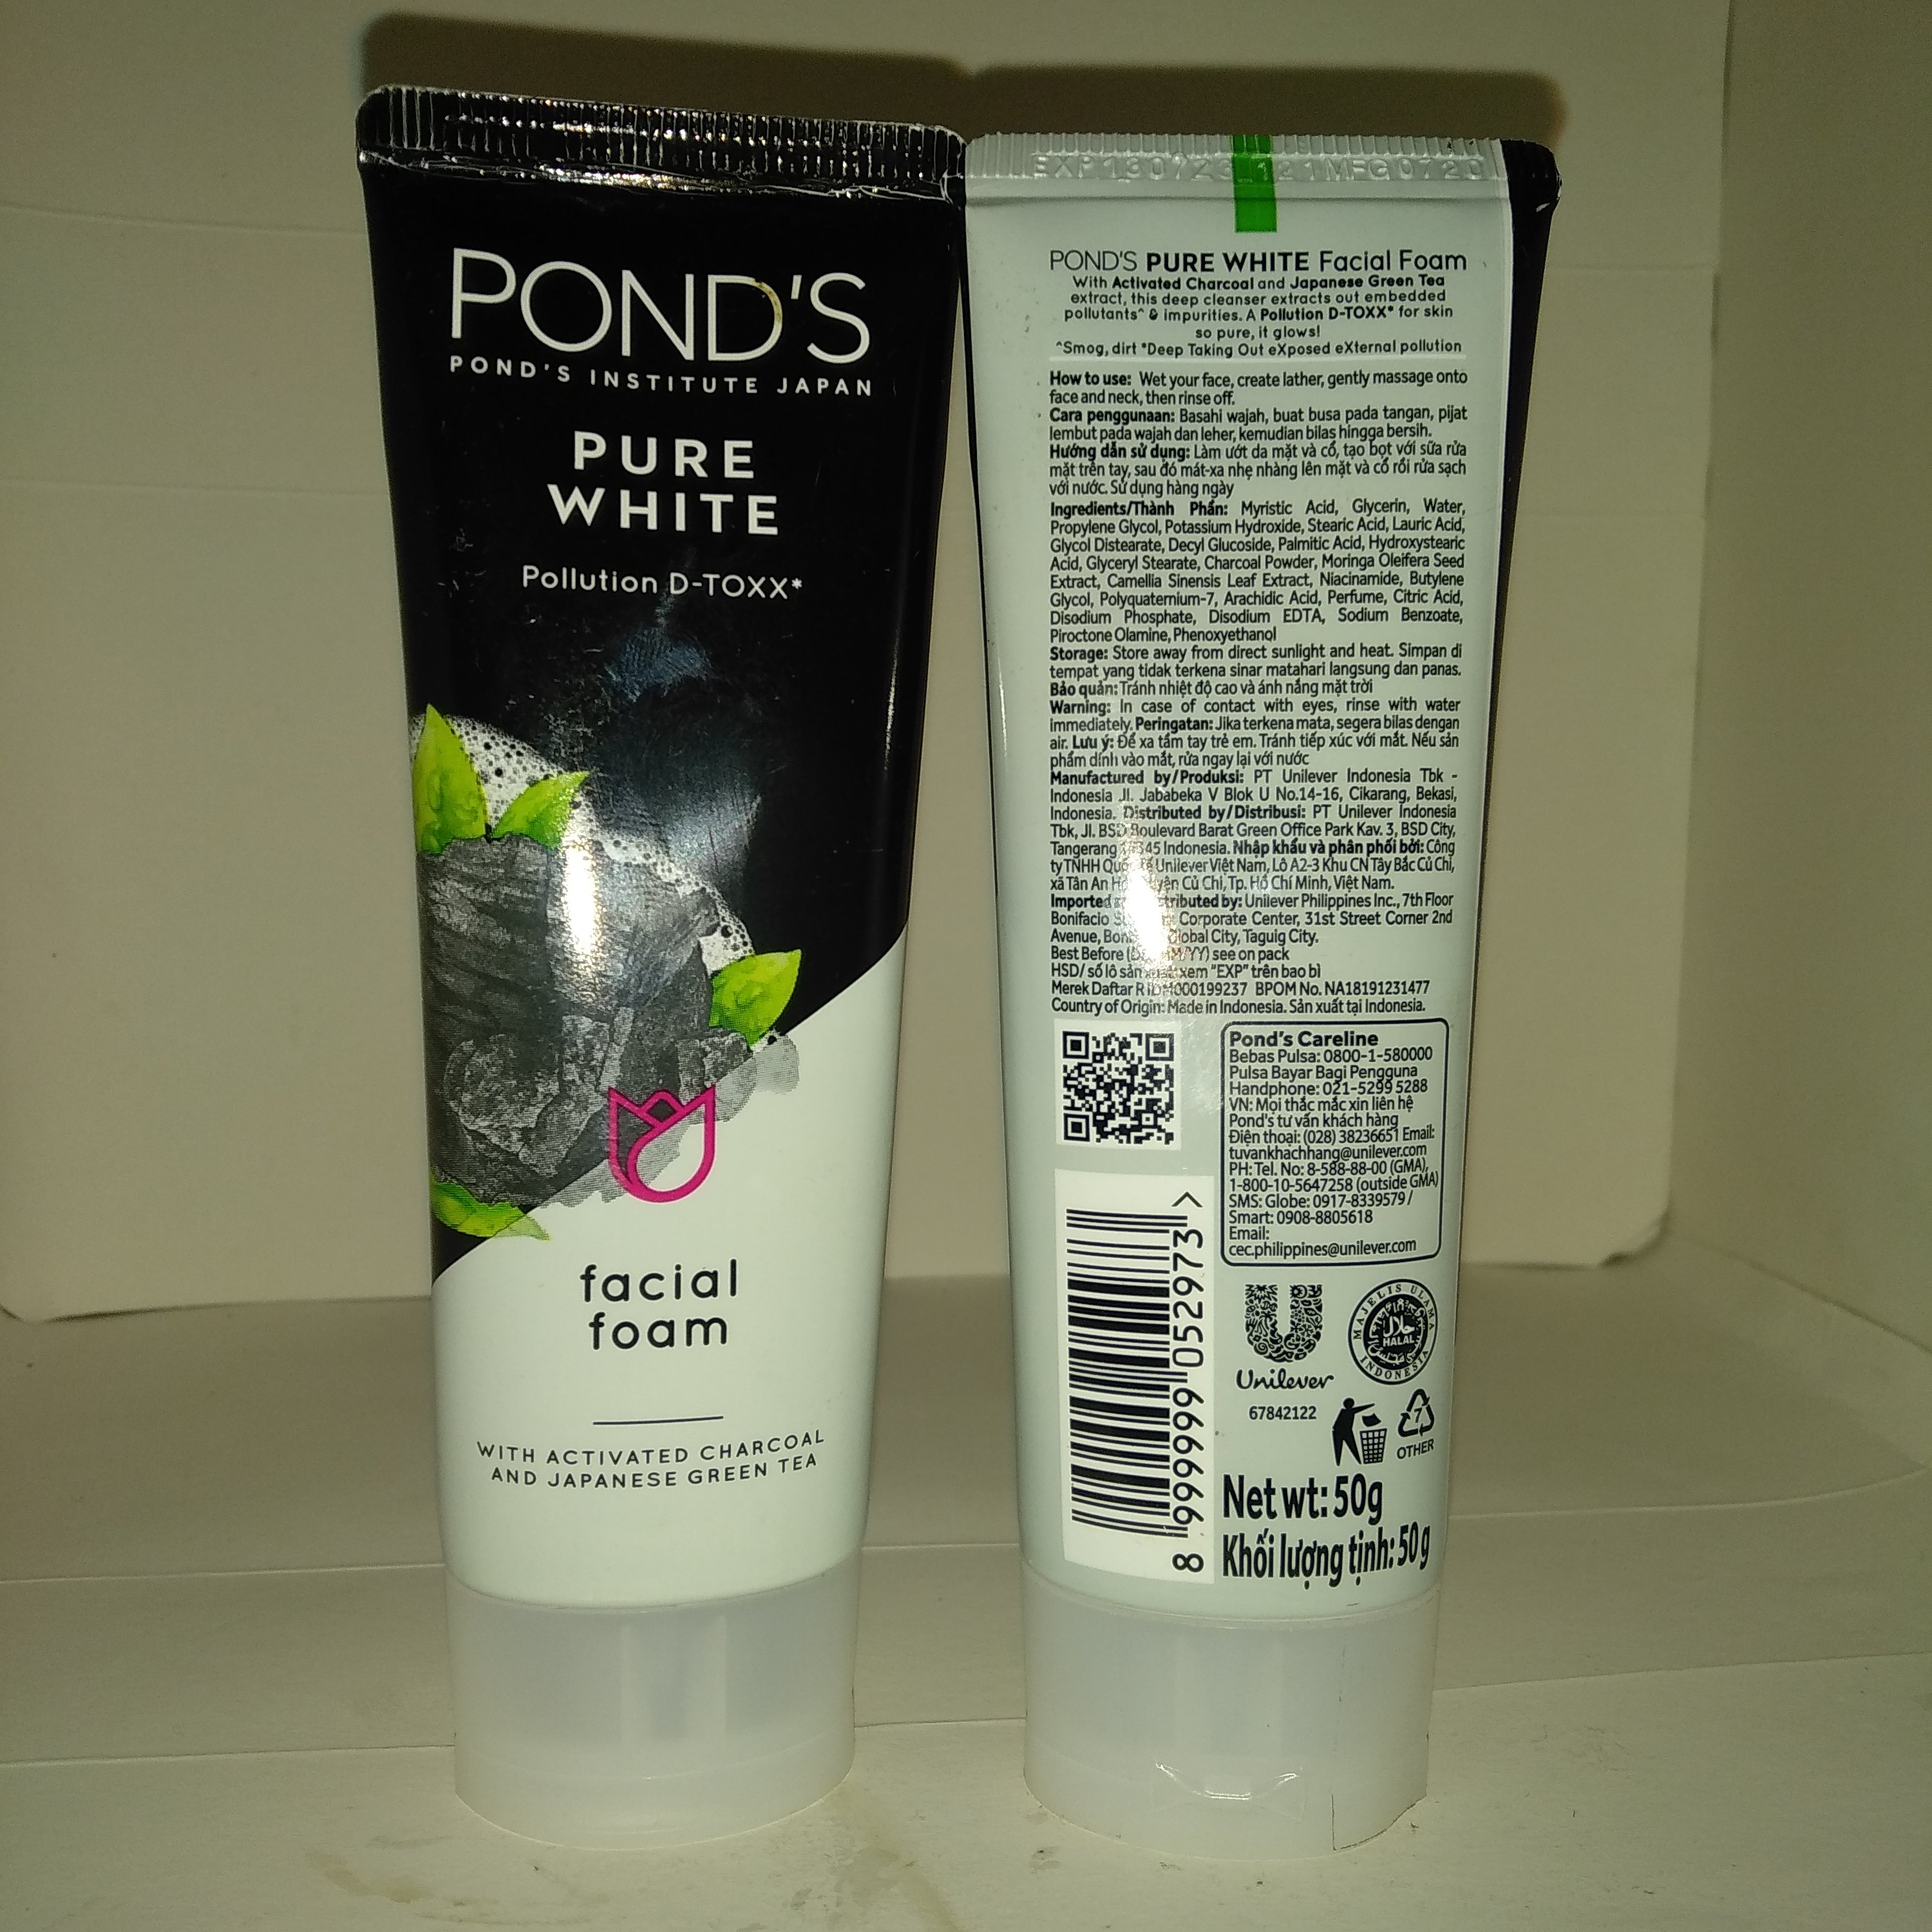 POND'S
POND'S INSTITUTE JAPAN
PURE
WHITE
Pollution D-TOXX*
facial
foam
WITH ACTIVATED CHARCOAL
AND JAPANESE GREEN TEA
EXP190723 121MFG0720
POND'S PURE WHITE Facial Foam
With Activated Charcoal and Japanese Green Tea
extract, this deep cleanser extracts out embedded
pollutants^ & impurities. A Pollution D-TOXX* for skin
so pure, it glows!
^Smog, dirt *Deep Taking Out eXposed eXternal pollution
How to use: Wet your face, create lather, gently massage onto
face and neck, then rinse off.
Cara penggunaan: Basahi wajah, buat busa pada tangan, pijat
lembut pada wajah dan leher, kemudian bilas hingga bersih.
Hướng dẫn sử dụng: Làm ướt da mặt và cổ, tạo bọt với sữa rửa
mặt trên tay, sau đó mát-xa nhẹ nhàng lên mặt và cổ rồi rửa sạch
với nước. Sử dụng hàng ngày
Ingredients/Thành Phần: Myristic Acid, Glycerin, Water,
Propylene Glycol, Potassium Hydroxide, Stearic Acid, Lauric Acid,
Glycol Distearate, Decyl Glucoside, Palmitic Acid, Hydroxystearic
Acid, Glyceryl Stearate, Charcoal Powder, Moringa Oleifera Seed
Extract, Camellia Sinensis Leaf Extract, Niacinamide, Butylene
Glycol, Polyquaternium-7, Arachidic Acid, Perfume, Citric Acid,
Disodium Phosphate, Disodium EDTA, Sodium Benzoate,
Piroctone Olamine, Phenoxyethanol
Storage: Store away from direct sunlight and heat. Simpan di
tempat yang tidak terkena sinar matahari langsung dan panas.
Bảo quản: Tránh nhiệt độ cao và ánh nắng mặt trời
Warning: In case of contact with eyes, rinse with water
immediately. Peringatan: Jika terkena mata, segera bilas dengan
air. Lưu ý: Để xa tầm tay trẻ em. Tránh tiếp xúc với mắt. Nếu sản
phẩm dính vào mắt, rửa ngay lại với nước
Manufactured by/Produksi: PT Unilever Indonesia Tbk -
Indonesia Jl. Jababeka V Blok U No.14-16, Cikarang, Bekasi,
Indonesia. Distributed by/Distribusi: PT Unilever Indonesia
Tbk, Jl. BSD Boulevard Barat Green Office Park Kav. 3, BSD City,
Tangerang Indonesia. Nhập khẩu và phân phối bởi: Công
ty TNHH Unilever Việt Nam, Lô A2-3 Khu CN Tây Bắc Củ Chi,
xã Tân An Củ Chi, Tp. Hồ Chí Minh, Việt Nam.
Imported by: Unilever Philippines Inc., 7th Floor
Bonifacio Corporate Center, 31st Street Corner 2nd
Avenue, Global City, Taguig City.
Best Before see on pack
HSD/ số lô sản xem "EXP" trên bao bì
Merek Daftar R BPOM No. NA18191231477
Country of Origin: Made in Indonesia. Sản xuất tại Indonesia.
Pond's Careline
Bebas Pulsa: 0800-1-580000
Pulsa Bayar Bagi Pengguna
Handphone: 021-5299 5288
VN: Mọi thắc mắc xin liên hệ
Pond's tư vấn khách hàng
Điện thoại: (028) 38236651 Email:
tuvankhachhang@unilever.com
PH: Tel. No: 8-588-88-00 (GMA),
1-800-10-5647258 (outside GMA)
SMS: Globe: 0917-8339579 /
Smart: 0908-8805618
Email:
cec.philippines@unilever.com
8 999999 052973 >
Unilever
67842122
MAJELIS ULAMA INDONESIA
حلال
HALAL
7
OTHER
Net wt: 50g
Khối lượng tịnh: 50 g